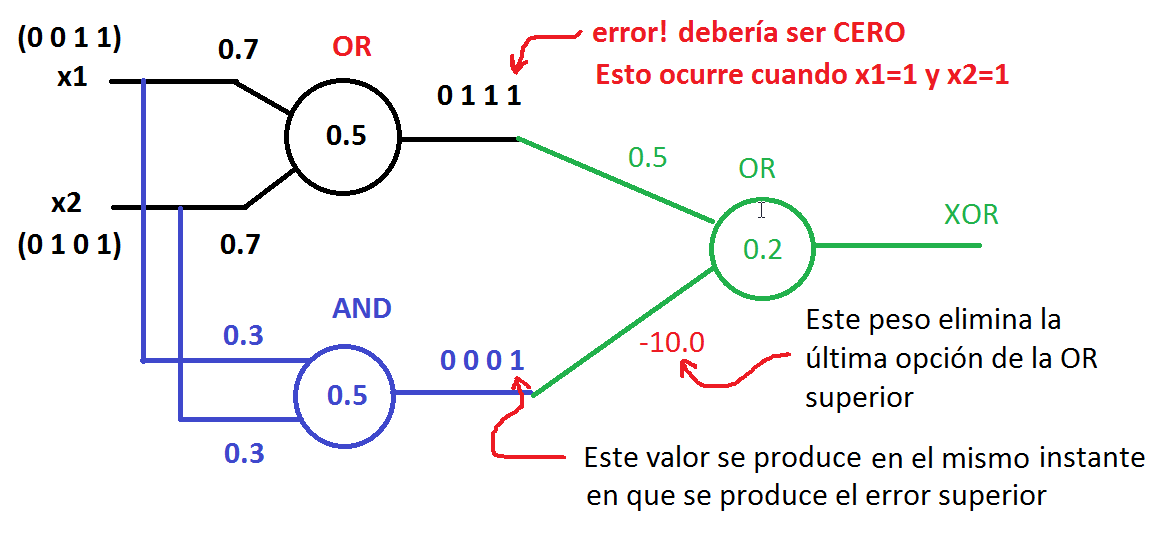 (0 0 1 1)
x1
0.7
OR
0.5
0 1 1 1
error! debería ser CERO
Esto ocurre cuando x1=1 y x2=1
x2
(0 1 0 1)
0.7
0.5
OR
0.2
XOR
AND
0.3
0.5
0.3
0 0 0 1
-10.0
Este peso elimina la
última opción de la OR
superior
Este valor se produce en el mismo instante
en que se produce el error superior